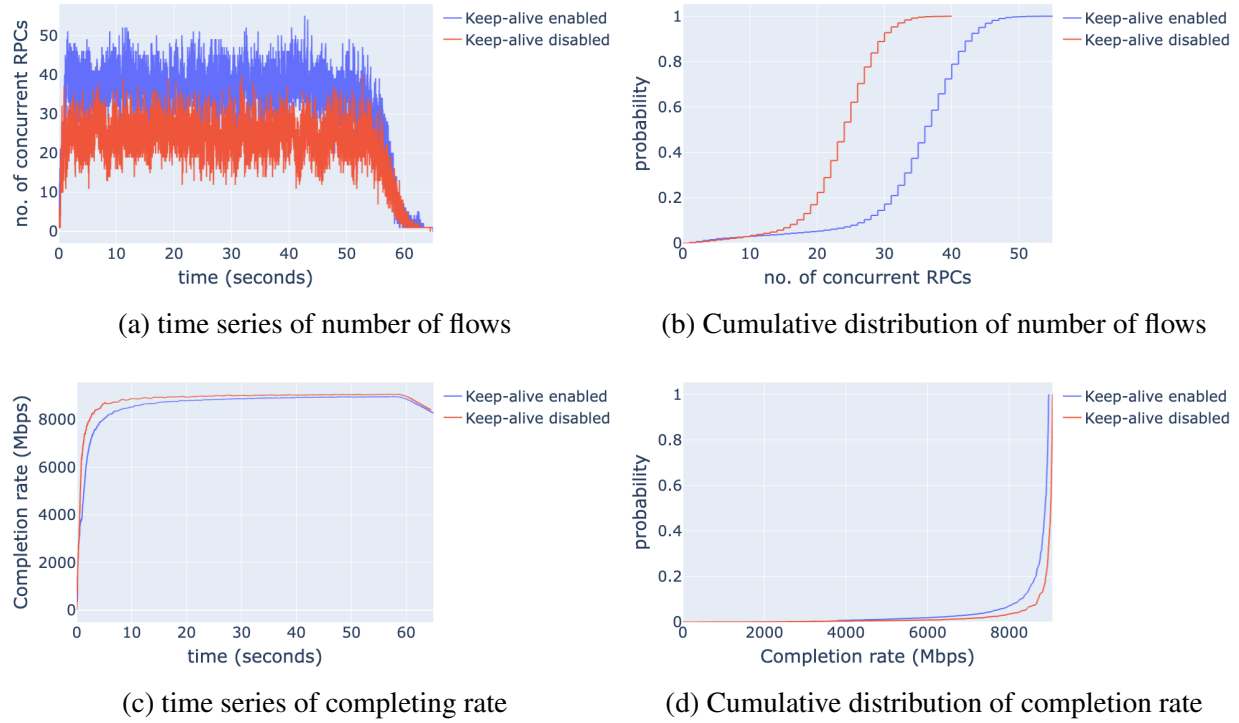 no. of concurrent RPCs
50
40
30
20
10
0
0 10 20 30 40 50 60
time (seconds)
Keep-alive enabled
Keep-alive disabled
(a) time series of number of flows
probability
1
0.8
0.6
0.4
0.2
0
0 10 20 30 40 50
no. of concurrent RPCs
Keep-alive enabled
Keep-alive disabled
(b) Cumulative distribution of number of flows
Completion rate (Mbps)
8000
6000
4000
2000
0
0 10 20 30 40 50 60
time (seconds)
Keep-alive enabled
Keep-alive disabled
(c) time series of completing rate
probability
1
0.8
0.6
0.4
0.2
0
0 2000 4000 6000 8000
Completion rate (Mbps)
Keep-alive enabled
Keep-alive disabled
(d) Cumulative distribution of completion rate